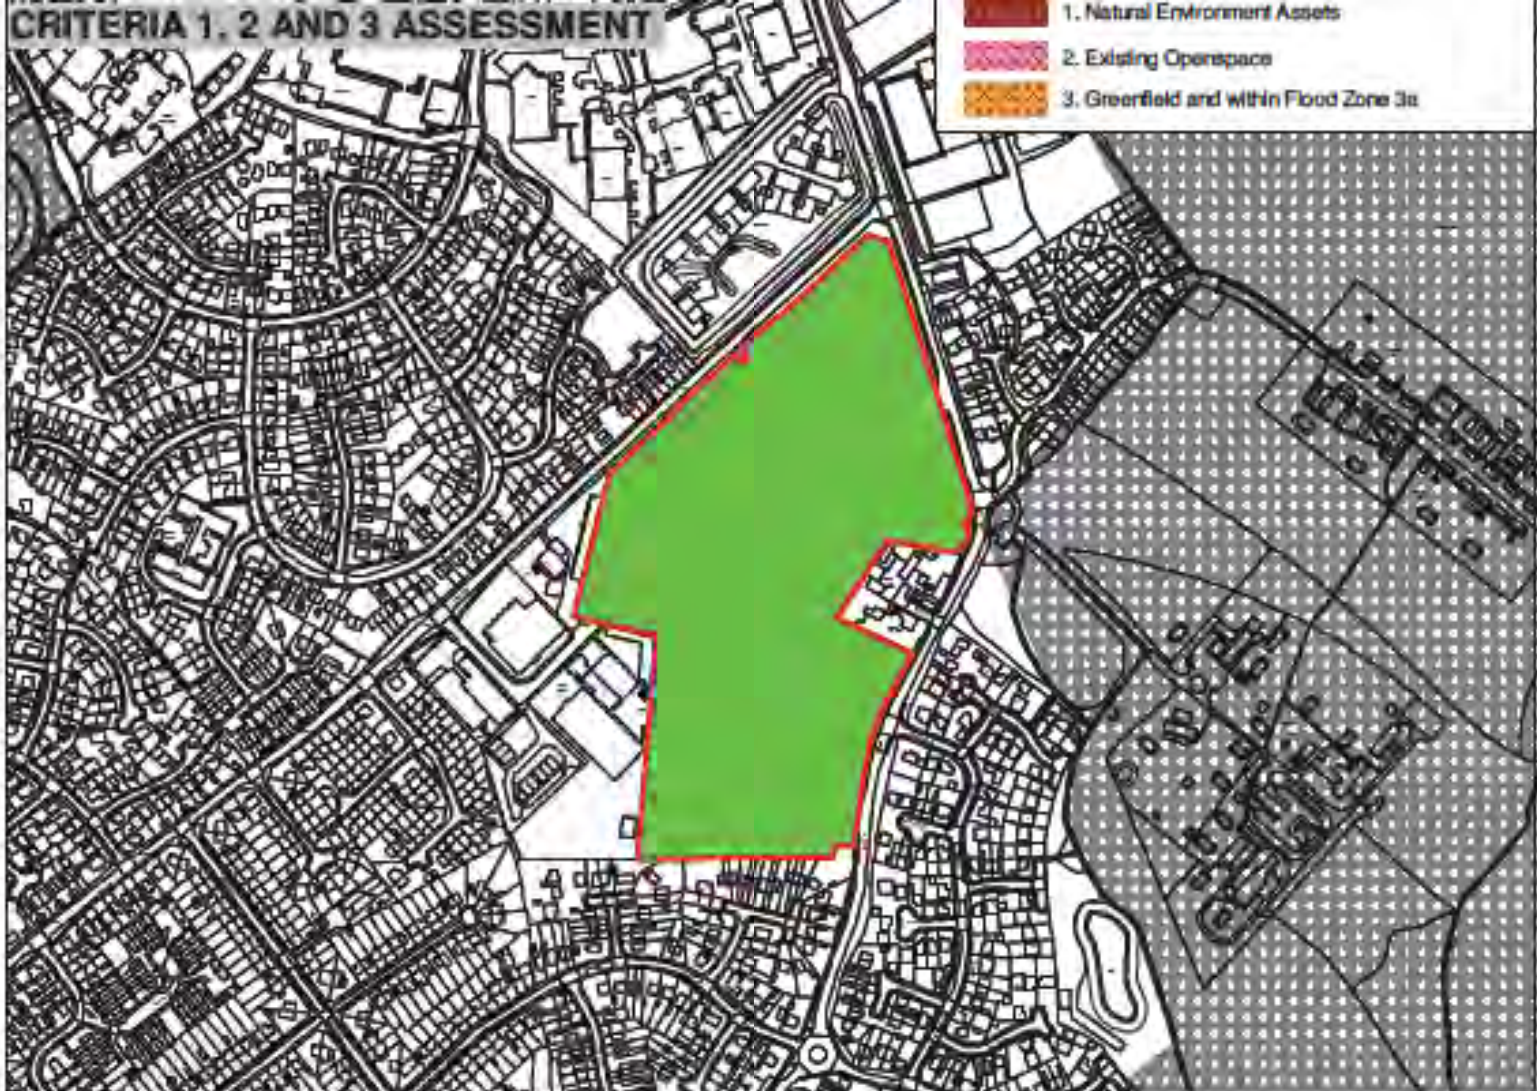 CRITERIA 1, 2 AND 3 ASSESSMENT
1. Natural Environment Assets
2. Existing Openspace
3. Greenfield and within Flood Zone 3a